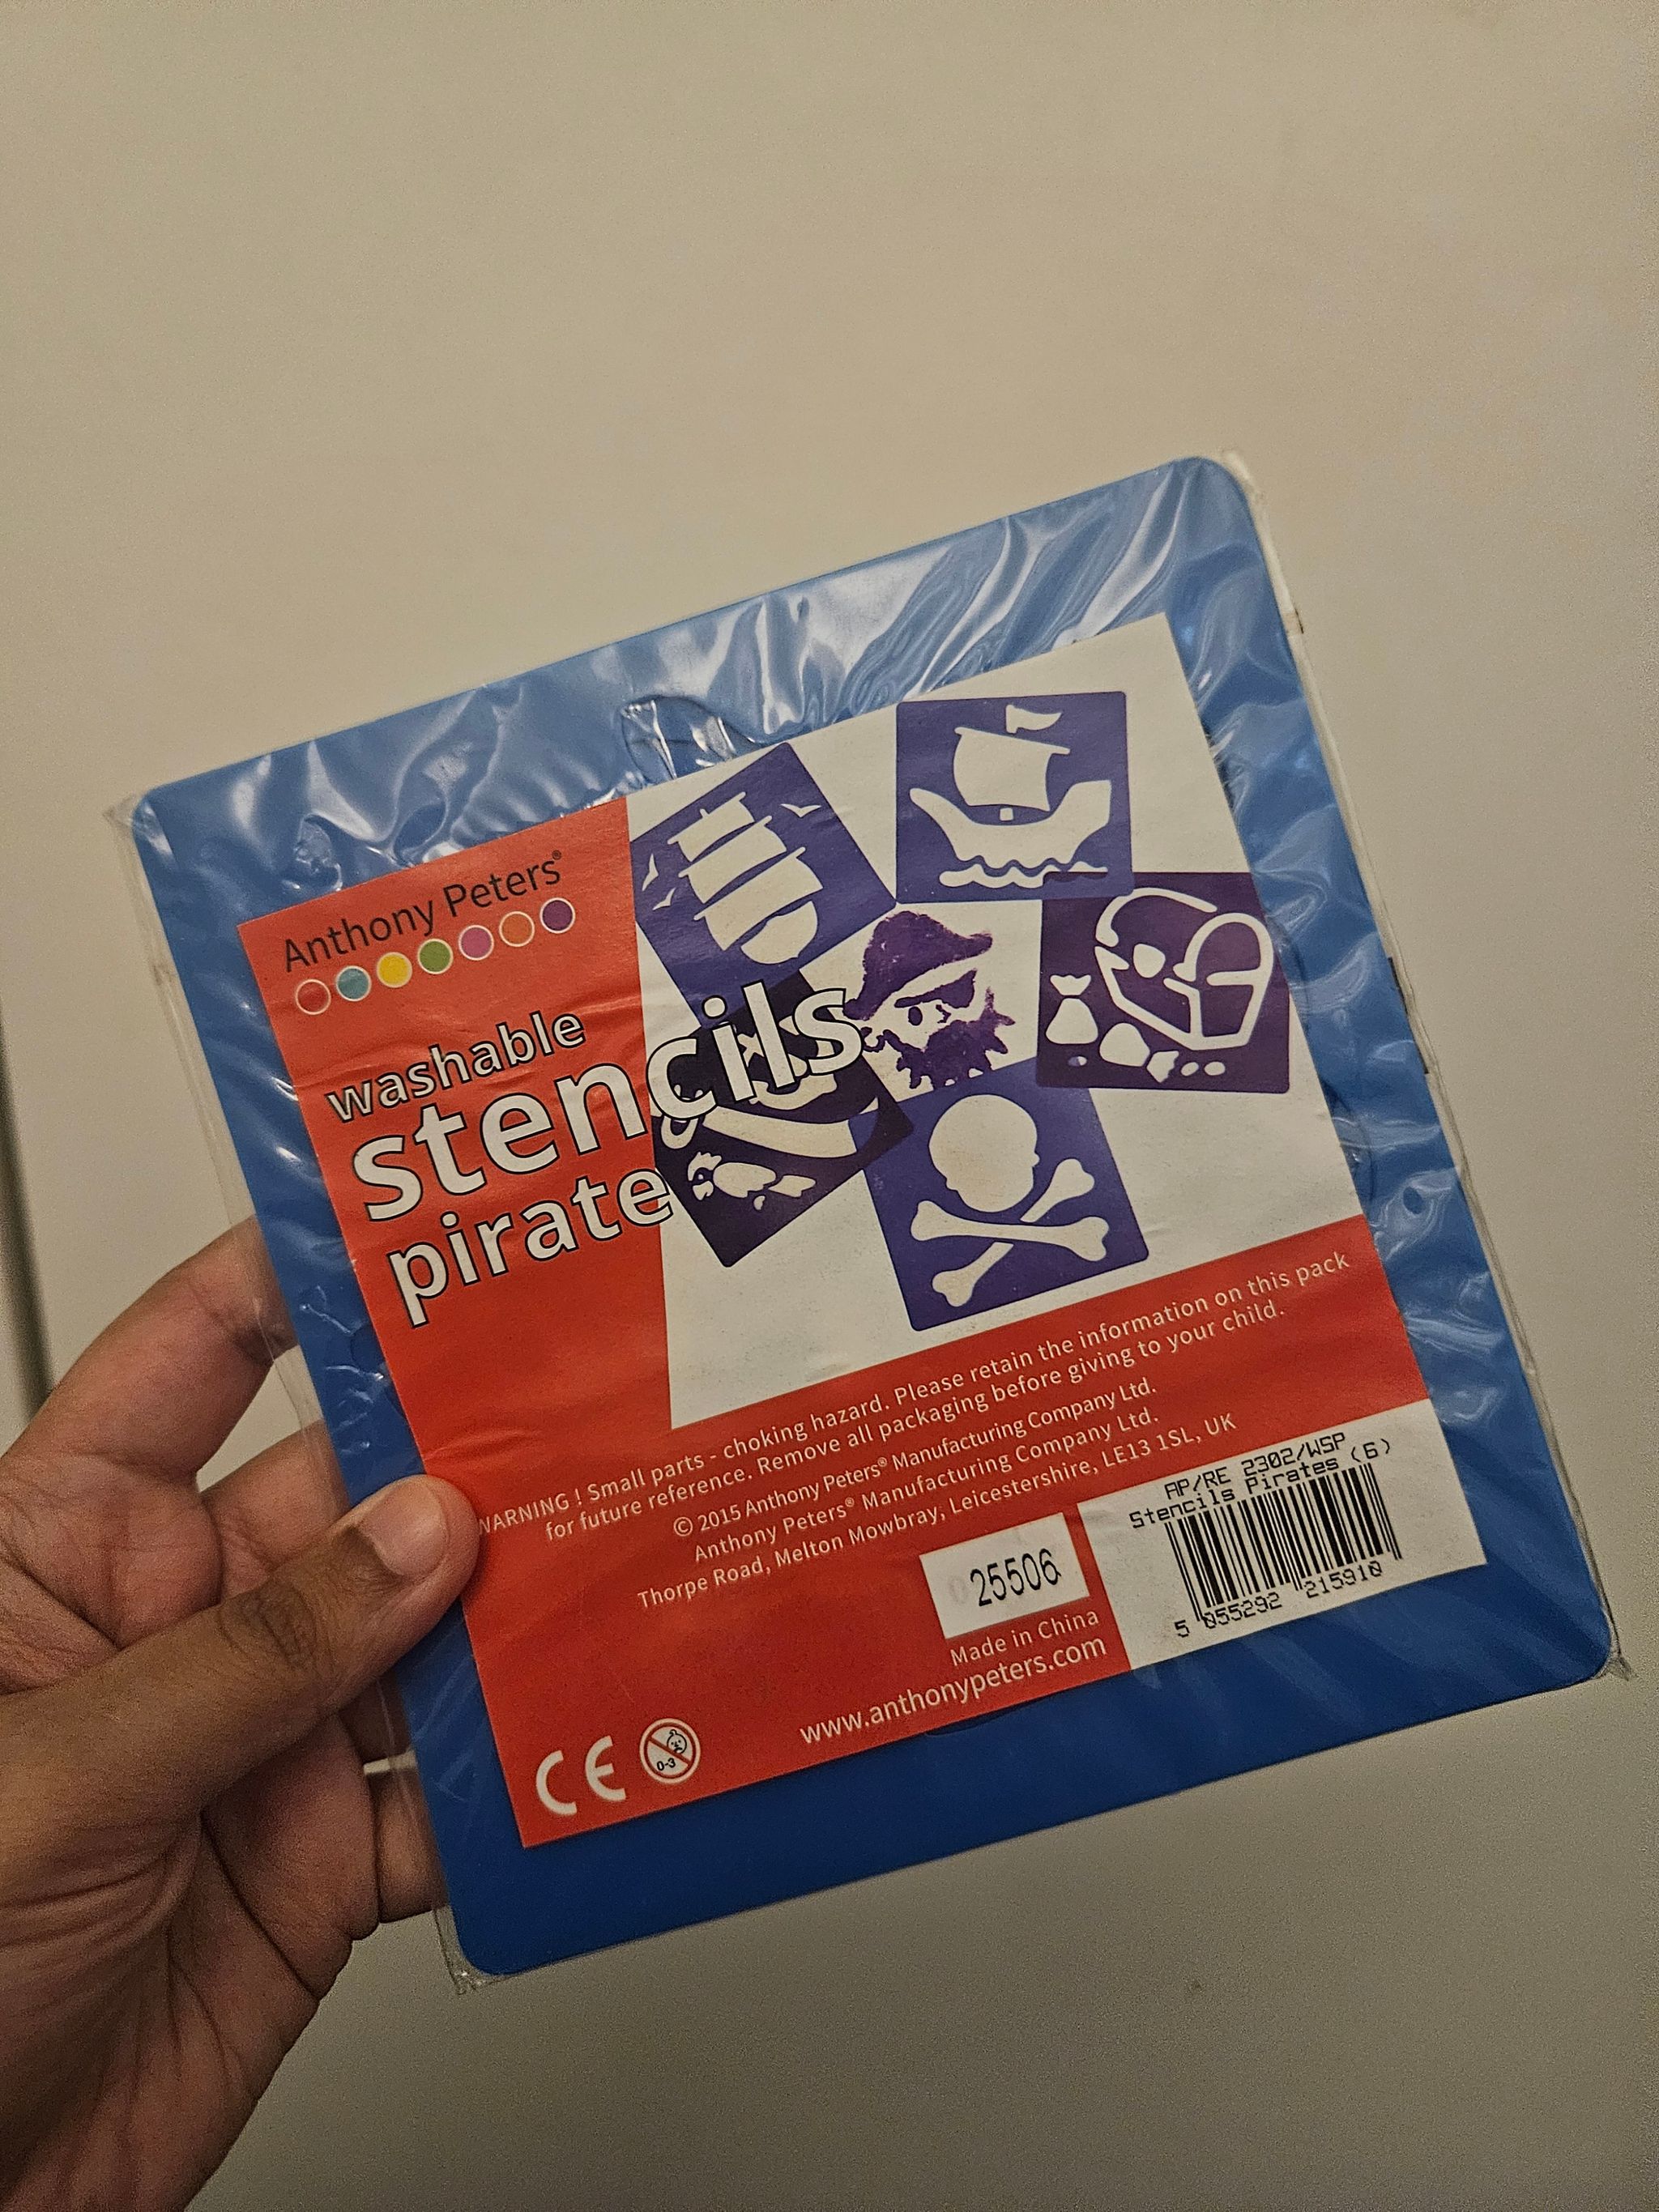 Anthony Peters®
washable
stencils
pirate
WARNING ! Small parts - choking hazard. Please retain the information on this pack
for future reference. Remove all packaging before giving to your child.
© 2015 Anthony Peters® Manufacturing Company Ltd.
Anthony Peters® Manufacturing Company Ltd.
Thorpe Road, Melton Mowbray, Leicestershire, LE13 1SL, UK
25506
Made in China
www.anthonypeters.com
AP/RE 2302/WSP
Stencils Pirates (6)
5 055292 215910
CE
0-3